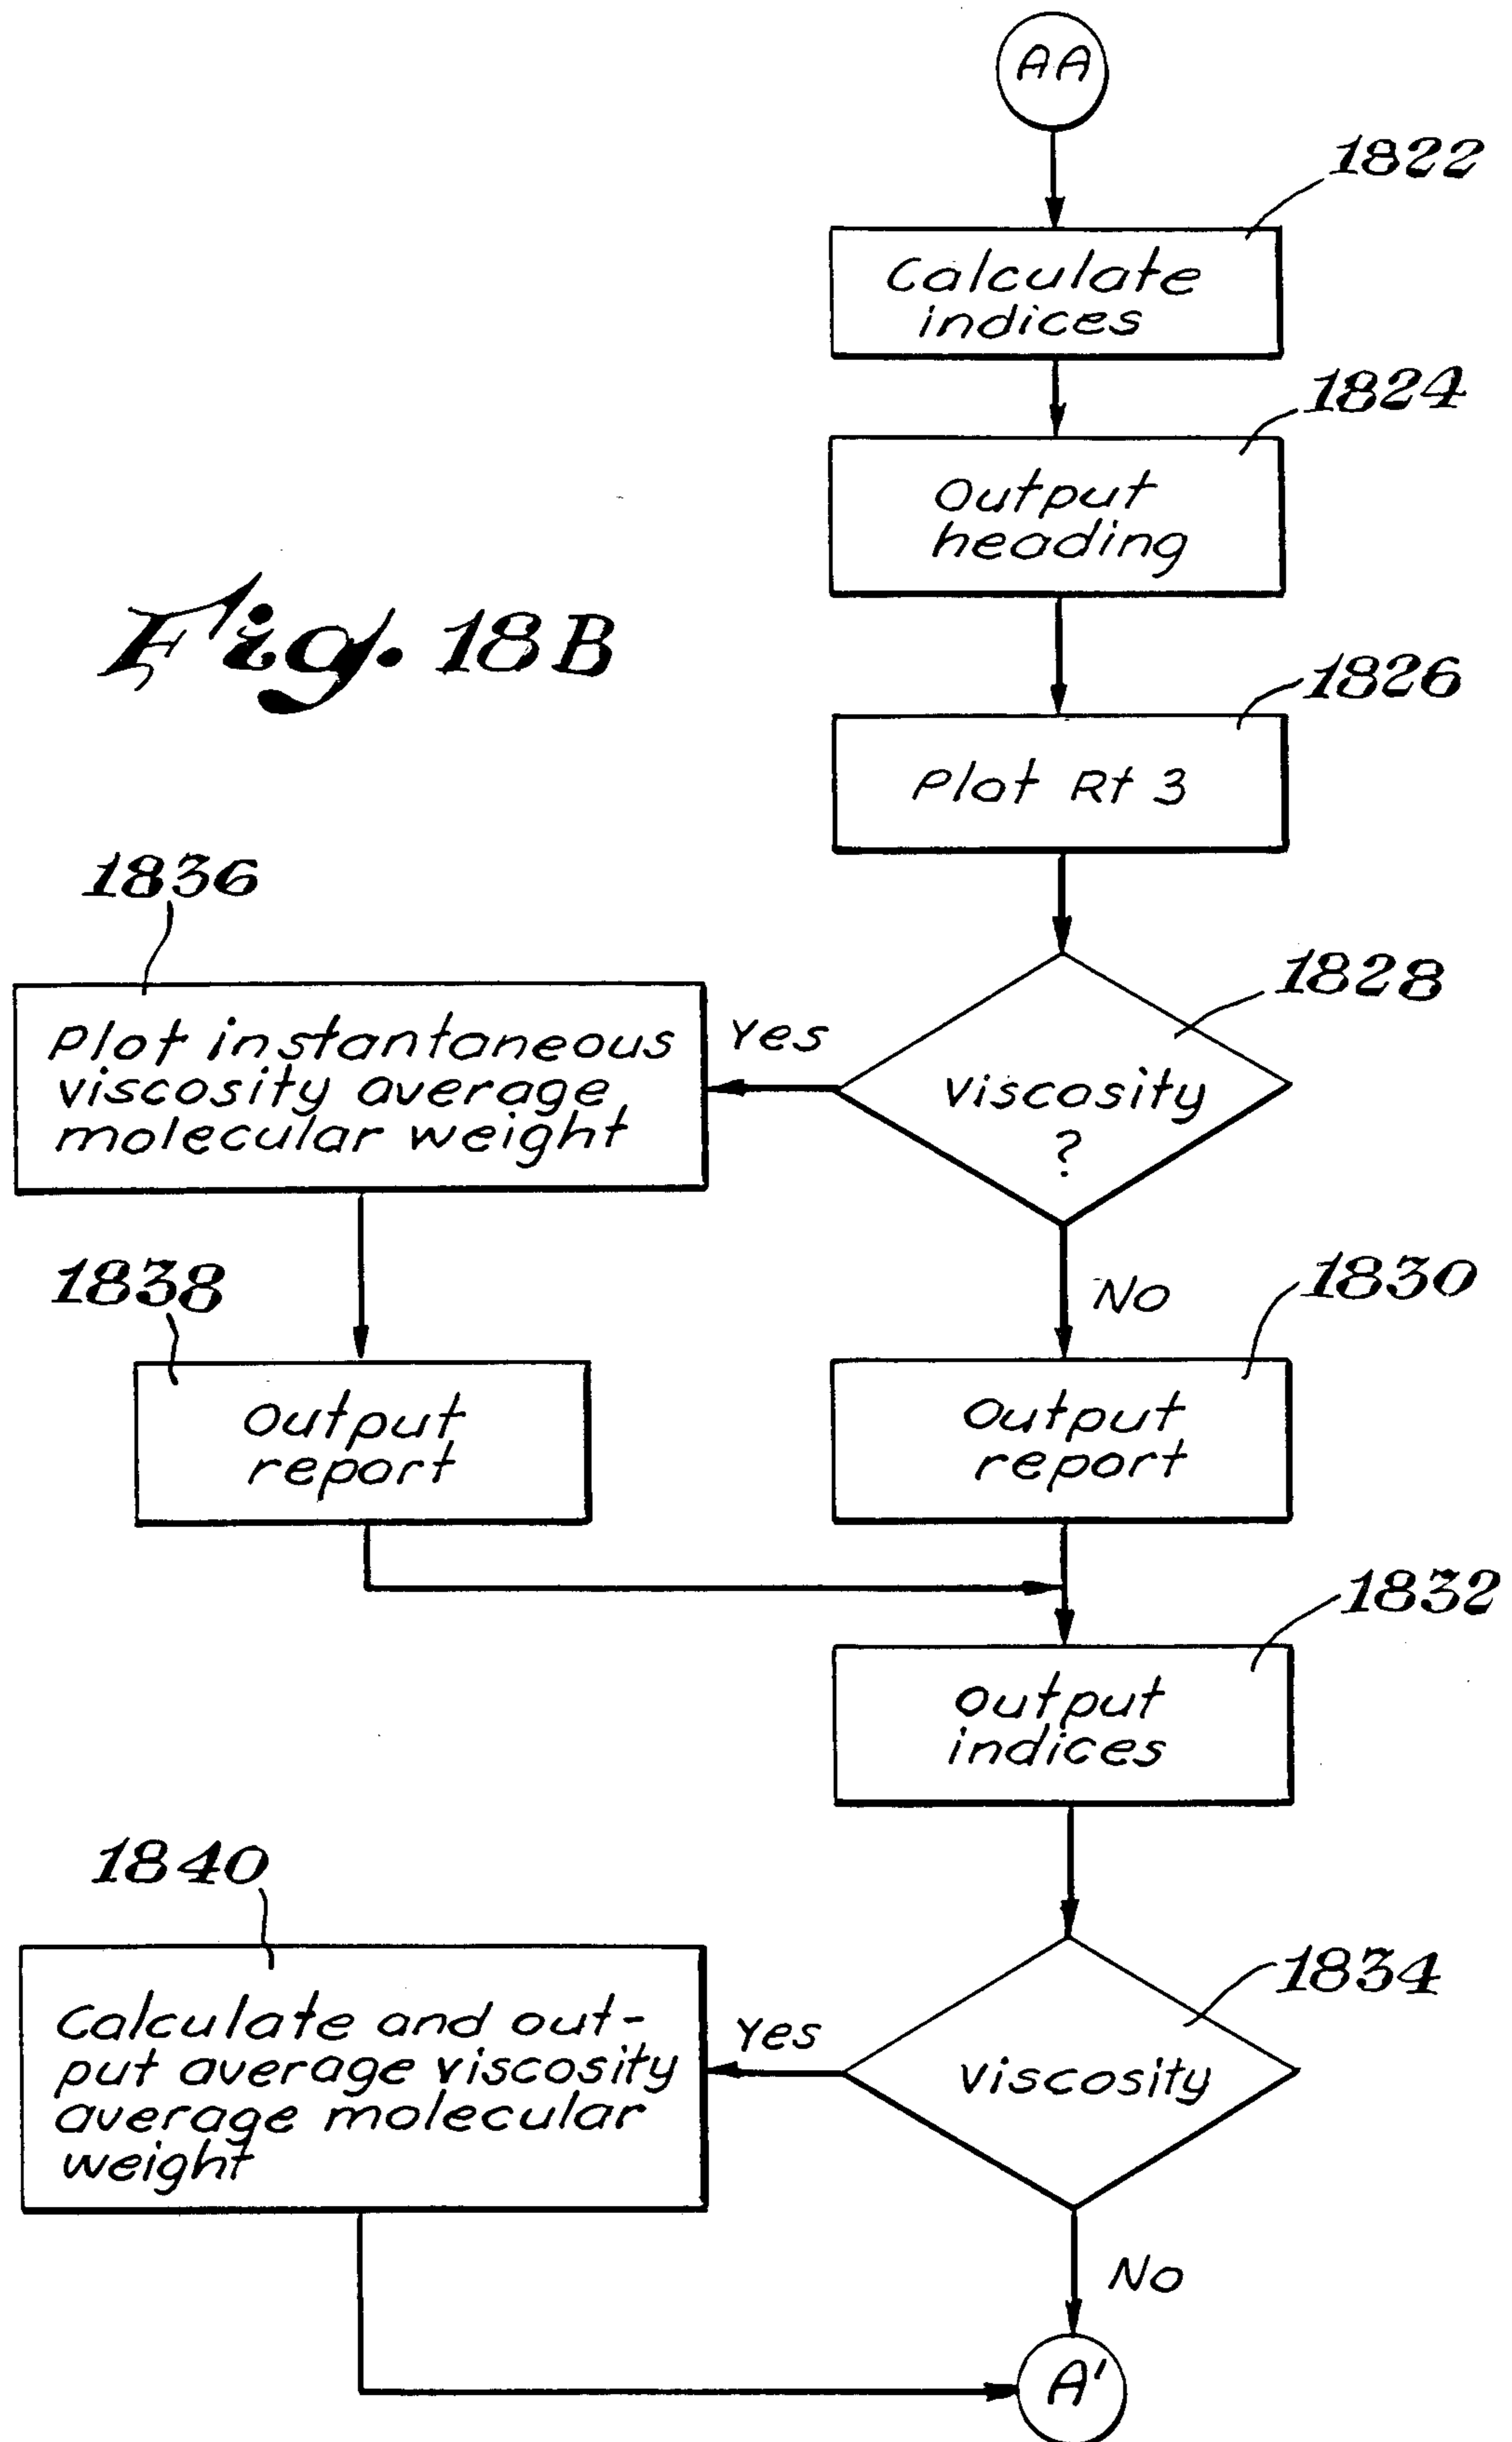 AA
1822
Calculate
indices
1824
Output
heading
Fig. 18B
1826
Plot Rt 3
1836
1828
Plot instantaneous
viscosity average
molecular weight
Yes
viscosity
?
1838
No
1830
Output
report
Output
report
1832
Output
indices
1840
1834
Calculate and out-
put average viscosity
average molecular
weight
Yes
viscosity
No
A'